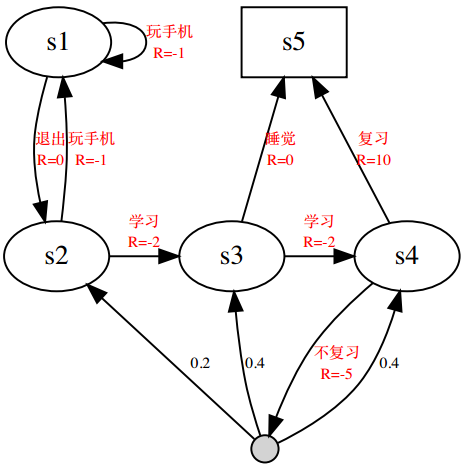 s1
玩手机
R=-1
s5
退出
R=0
玩手机
R=-1
睡觉
R=0
复习
R=10
s2
学习
R=-2
s3
学习
R=-2
s4
0.2
0.4
不复习
R=-5
0.4